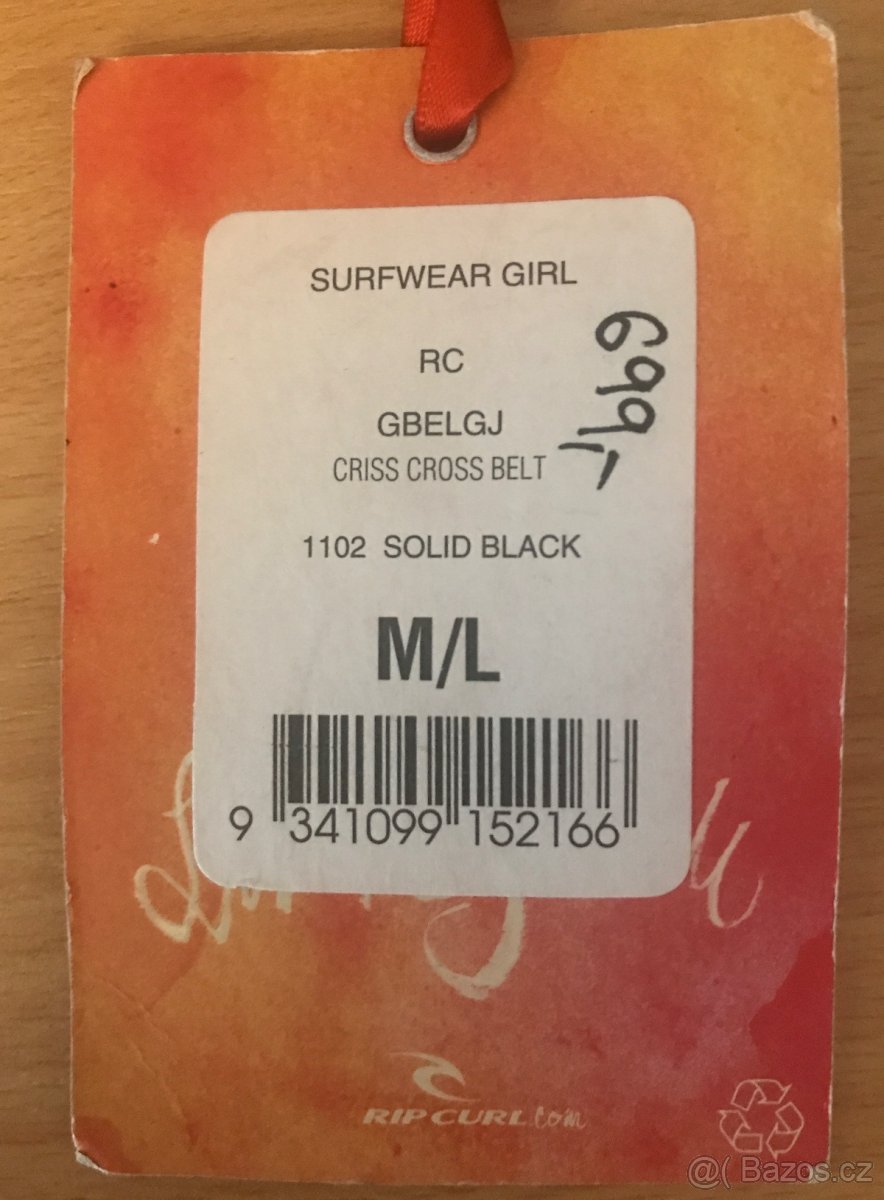 SURFWEAR GIRL
RC
GBELGJ
CRISS CROSS BELT
699,-
1102 SOLID BLACK
M/L
9 341099 152166
RIP CURL.com
@( Bazos.cz